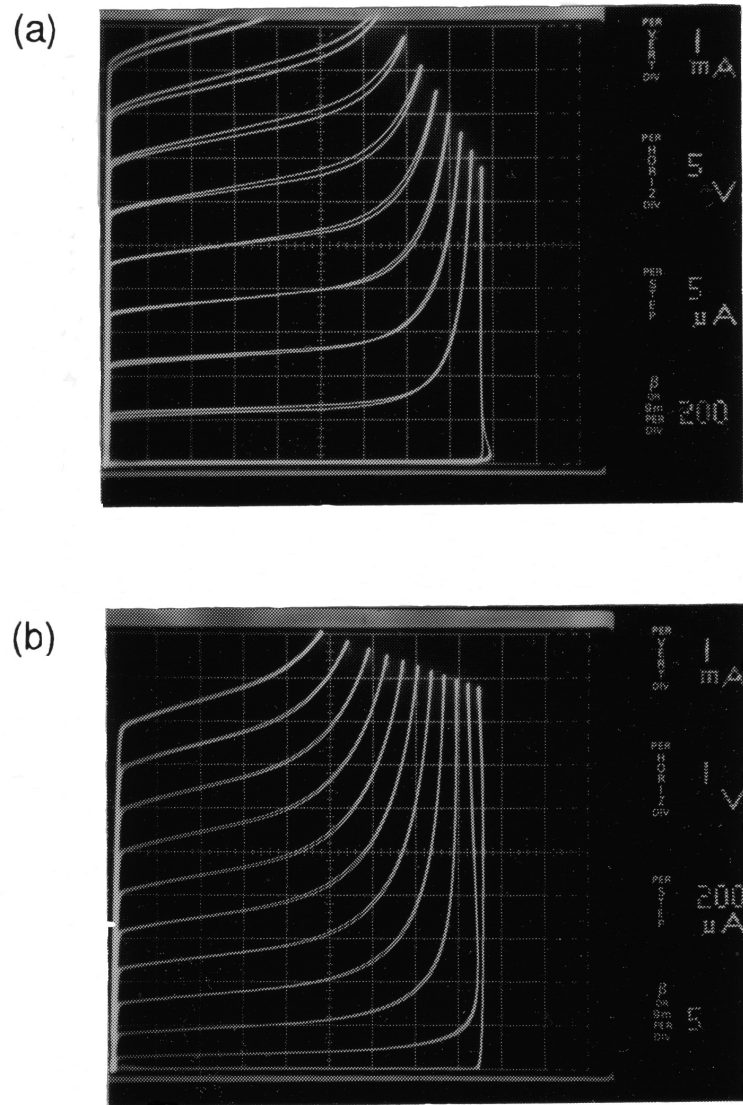 (a)
PER
VERT
DIV
1
mA
PER
HORIZ
DIV
5
V
PER
STEP
5
µA
β
OR
gm
PER
DIV
200
(b)
PER
VERT
DIV
1
mA
PER
HORIZ
DIV
1
V
PER
STEP
200
µA
β
OR
gm
PER
DIV
5